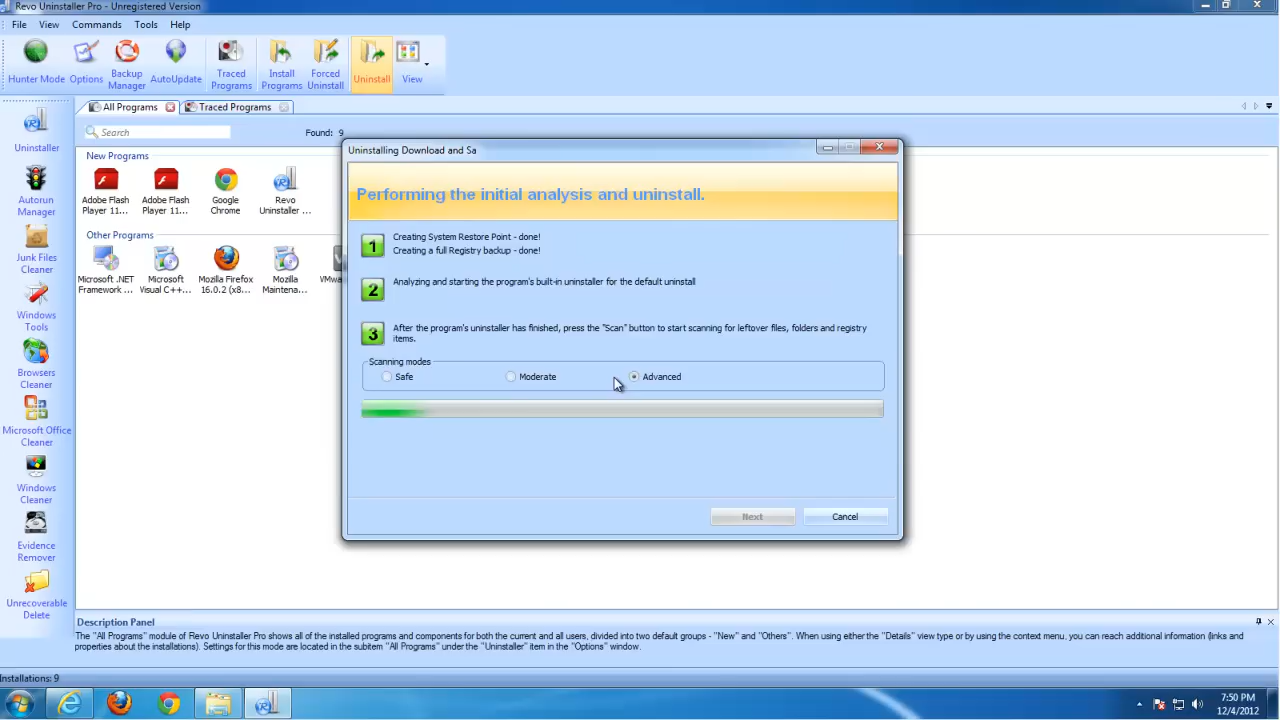 Revo Uninstaller Pro - Unregistered Version
File View Commands Tools Help
Hunter Mode Options Backup Manager AutoUpdate Traced Programs Install Programs Forced Uninstall Uninstall View
All Programs Traced Programs
Search Found: 9
Uninstaller
Autorun Manager
Junk Files Cleaner
Windows Tools
Browsers Cleaner
Microsoft Office Cleaner
Windows Cleaner
Evidence Remover
Unrecoverable Delete
New Programs
Adobe Flash Player 11... Adobe Flash Player 11... Google Chrome Revo Uninstaller ...
Other Programs
Microsoft .NET Framework ... Microsoft Visual C++... Mozilla Firefox 16.0.2 (x8... Mozilla Maintena...
Uninstalling Download and Sa
Performing the initial analysis and uninstall.
1
Creating System Restore Point - done!
Creating a full Registry backup - done!
2
Analyzing and starting the program's built-in uninstaller for the default uninstall
3
After the program's uninstaller has finished, press the "Scan" button to start scanning for leftover files, folders and registry
items.
Scanning modes
Safe Moderate Advanced
Next Cancel
Description Panel
The "All Programs" module of Revo Uninstaller Pro shows all of the installed programs and components for both the current and all users, divided into two default groups - "New" and "Others". When using either the "Details" view type or by using the context menu, you can reach additional information (links and
properties about the installations). Settings for this mode are located in the subitem "All Programs" under the "Uninstaller" item in the "Options" window.
Installations: 9
7:50 PM
12/4/2012